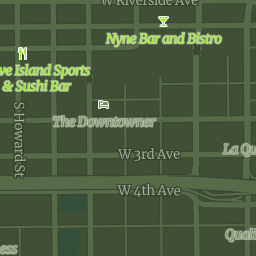 W Riverside Ave
Nyne Bar and Bistro
ve Island Sports
& Sushi Bar
The Downtowner
S Howard St
W 3rd Ave
La Qu
W 4th Ave
Quali
ess